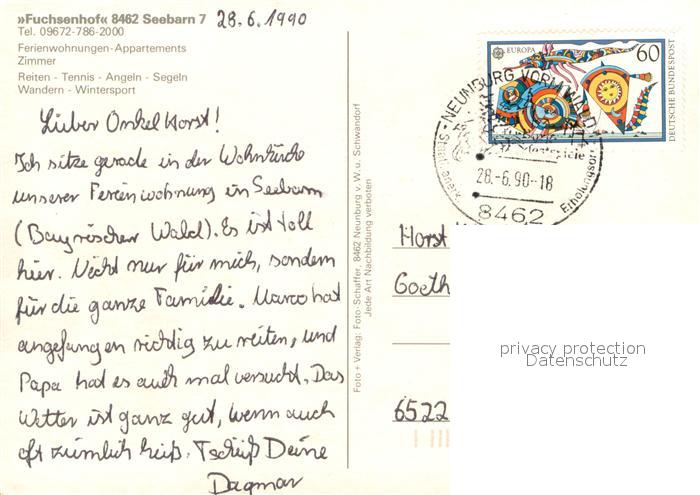 »Fuchsenhof« 8462 Seebarn 7
28.6.1990
Tel. 09672-786-2000
Ferienwohnungen-Appartements
Zimmer
Reiten - Tennis - Angeln - Segeln
Wandern - Wintersport
Lieber Onkel Horst!
Ich sitze gerade in der Wohnküche
unserer Ferienwohnung in Seebarn
(Bayrischer Wald). Es ist toll
hier. Nicht nur für mich, sondern
für die ganze Familie. Marco hat
angefangen richtig zu reiten, und
Papa hat es auch mal versucht. Das
Wetter ist ganz gut, wenn auch
oft zümlich heiß. Tschüß Deine
Dagmar
Foto + Verlag: Foto-Schaffer, 8462 Neunburg v. W. u. Schwandorf
Jede Art Nachbildung verboten
EUROPA
60
DEUTSCHE BUNDESPOST
NEUNBURG VORM WALD
Festspiele
28.-6.90-18
Erholungsort
8462
Horst
Goeth
6522
privacy protection
Datenschutz